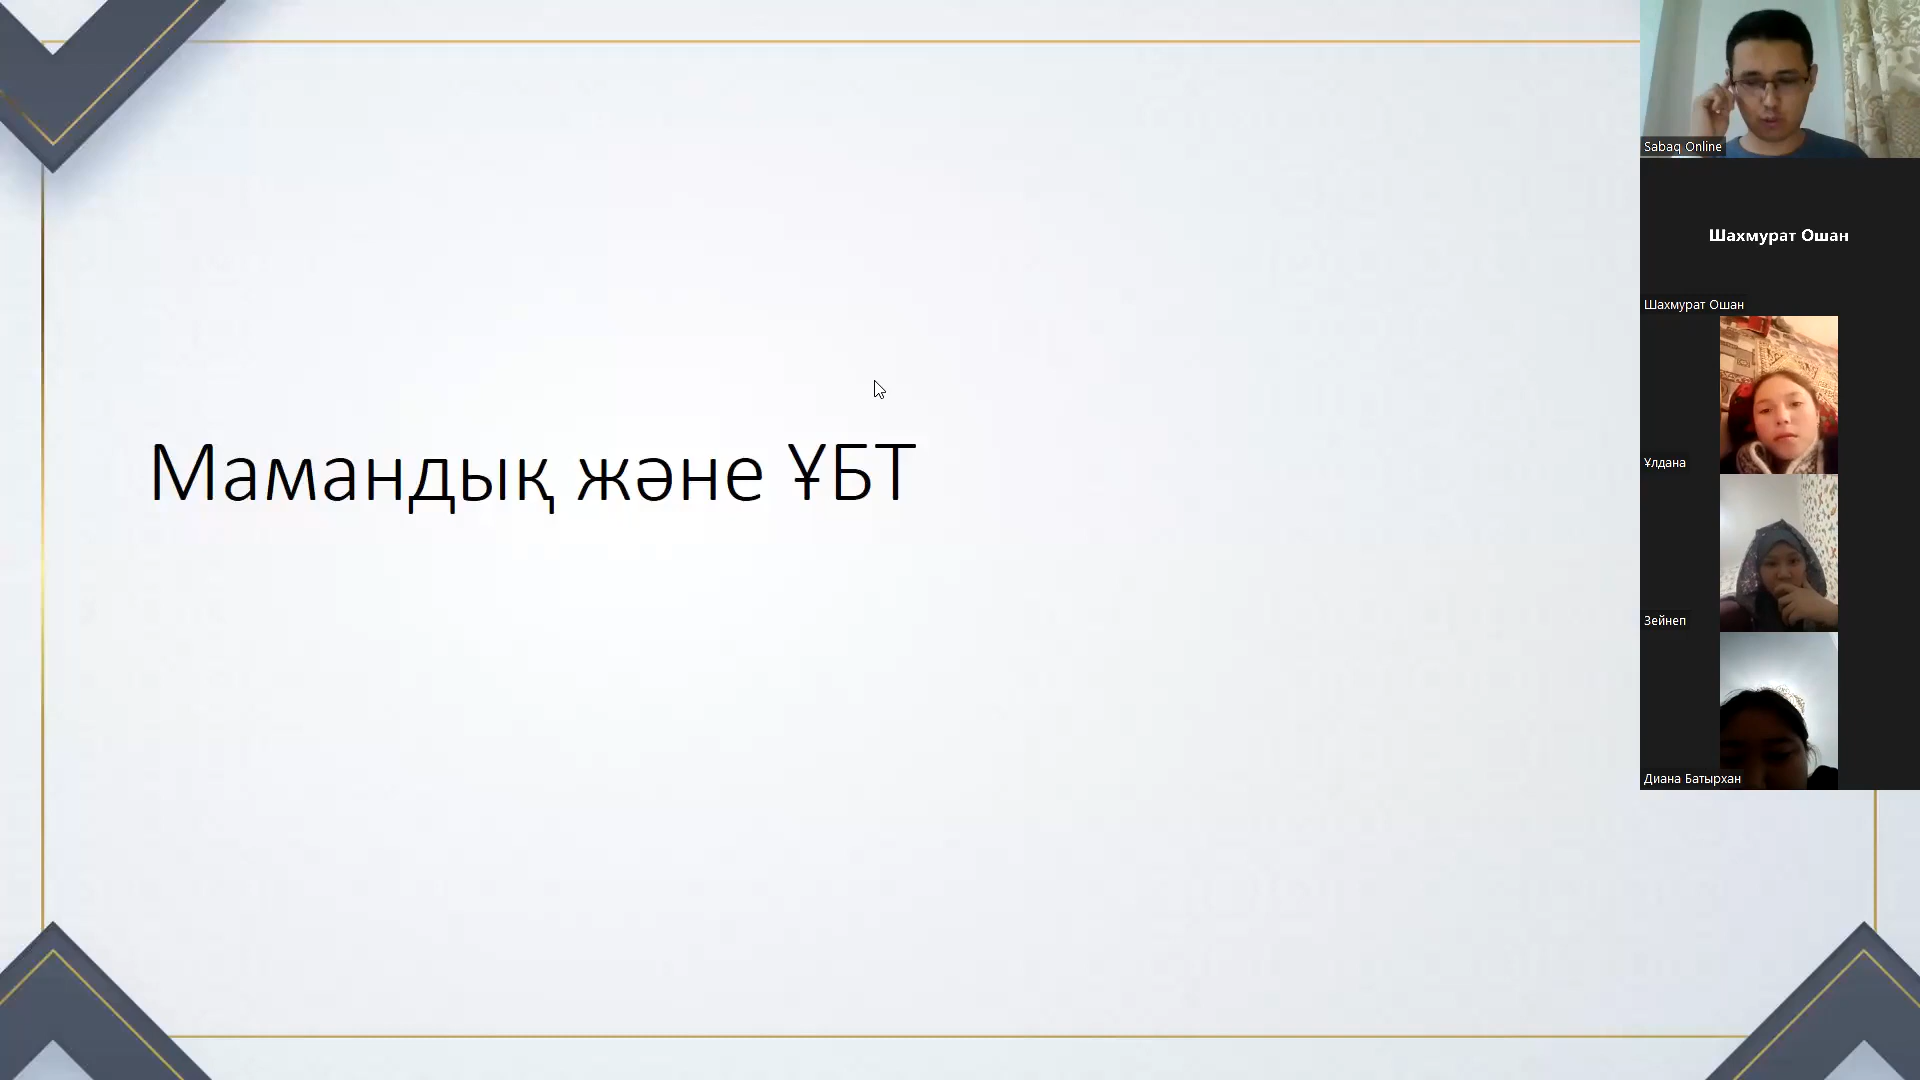 Мамандық және ҰБТ
Sabaq Online
Шахмурат Ошан
Шахмурат Ошан
Ұлдана
Зейнеп
Диана Батырхан